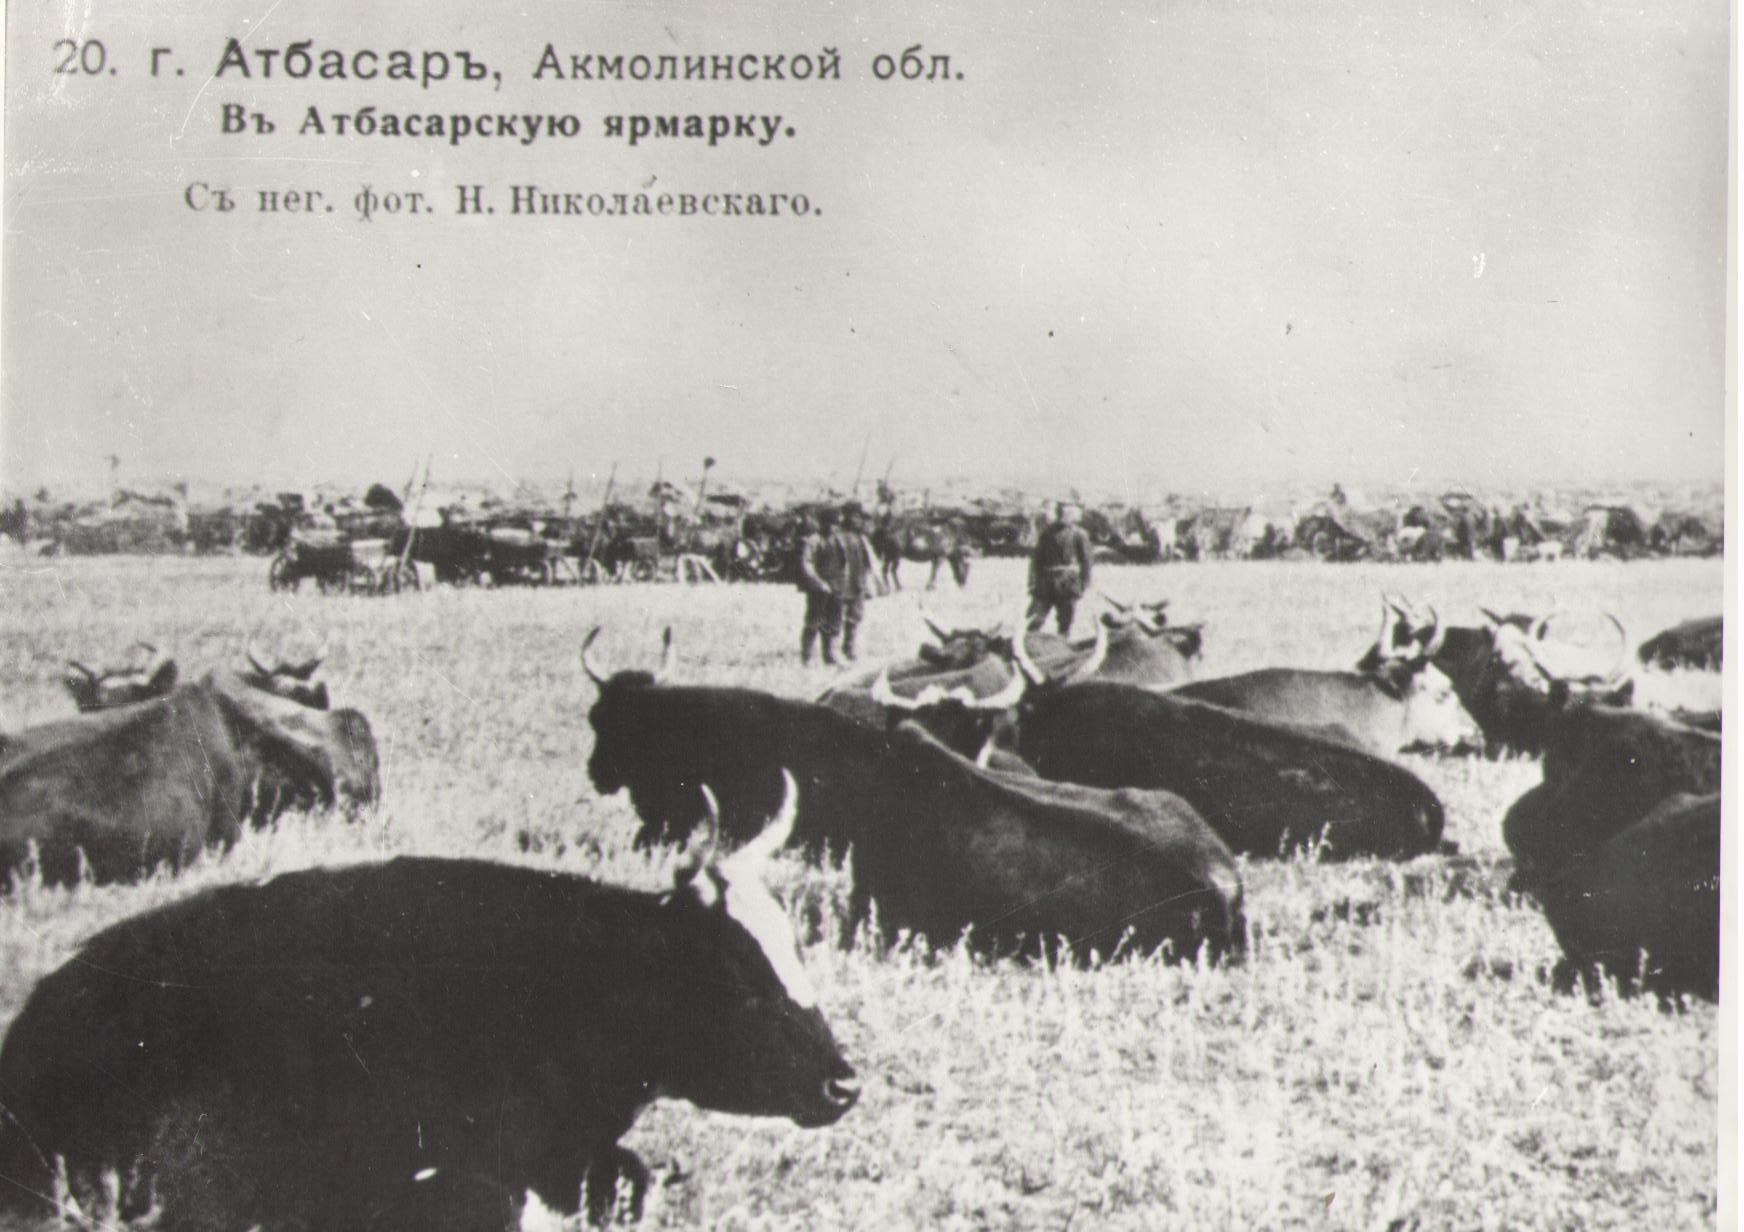 20. г. Атбасаръ, Акмолинской обл.
Въ Атбасарскую ярмарку.
Съ нег. фот. Н. Николаевскаго.